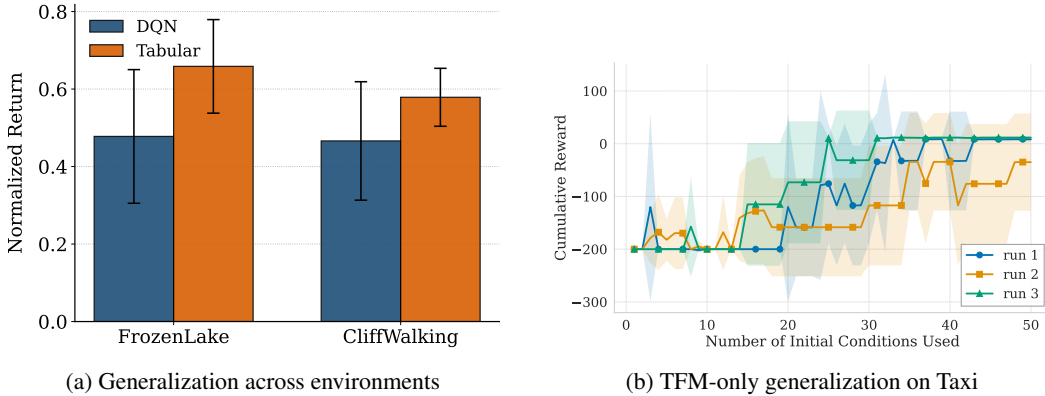 0.8
0.6
0.4
0.2
0.0
Normalized Return
DQN
Tabular
FrozenLake
CliffWalking
(a) Generalization across environments
100
0
−100
−200
−300
Cumulative Reward
run 1
run 2
run 3
0 10 20 30 40 50
Number of Initial Conditions Used
(b) TFM-only generalization on Taxi